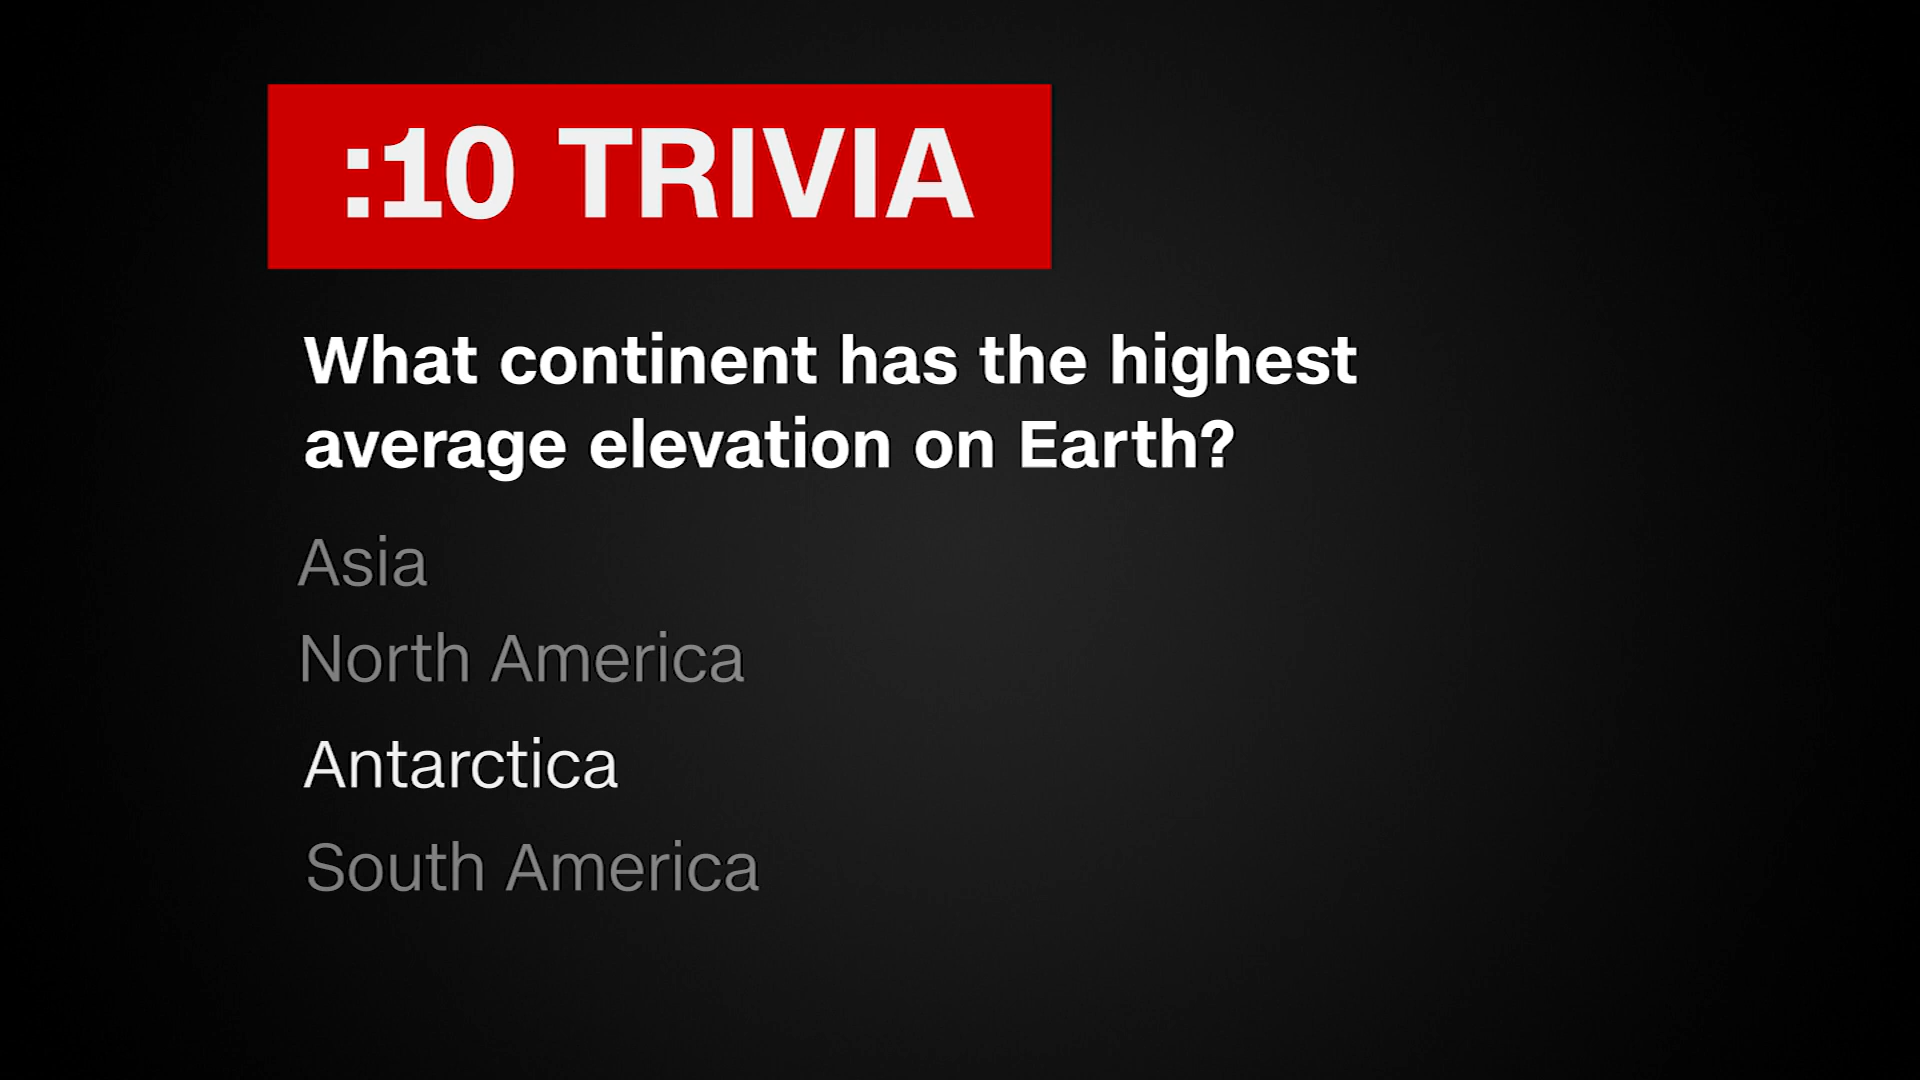 :10 TRIVIA
What continent has the highest
average elevation on Earth?
Asia
North America
Antarctica
South America